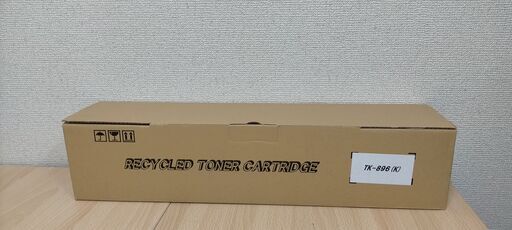 RECYCLED TONER CARTRIDGE
TK-896(K)